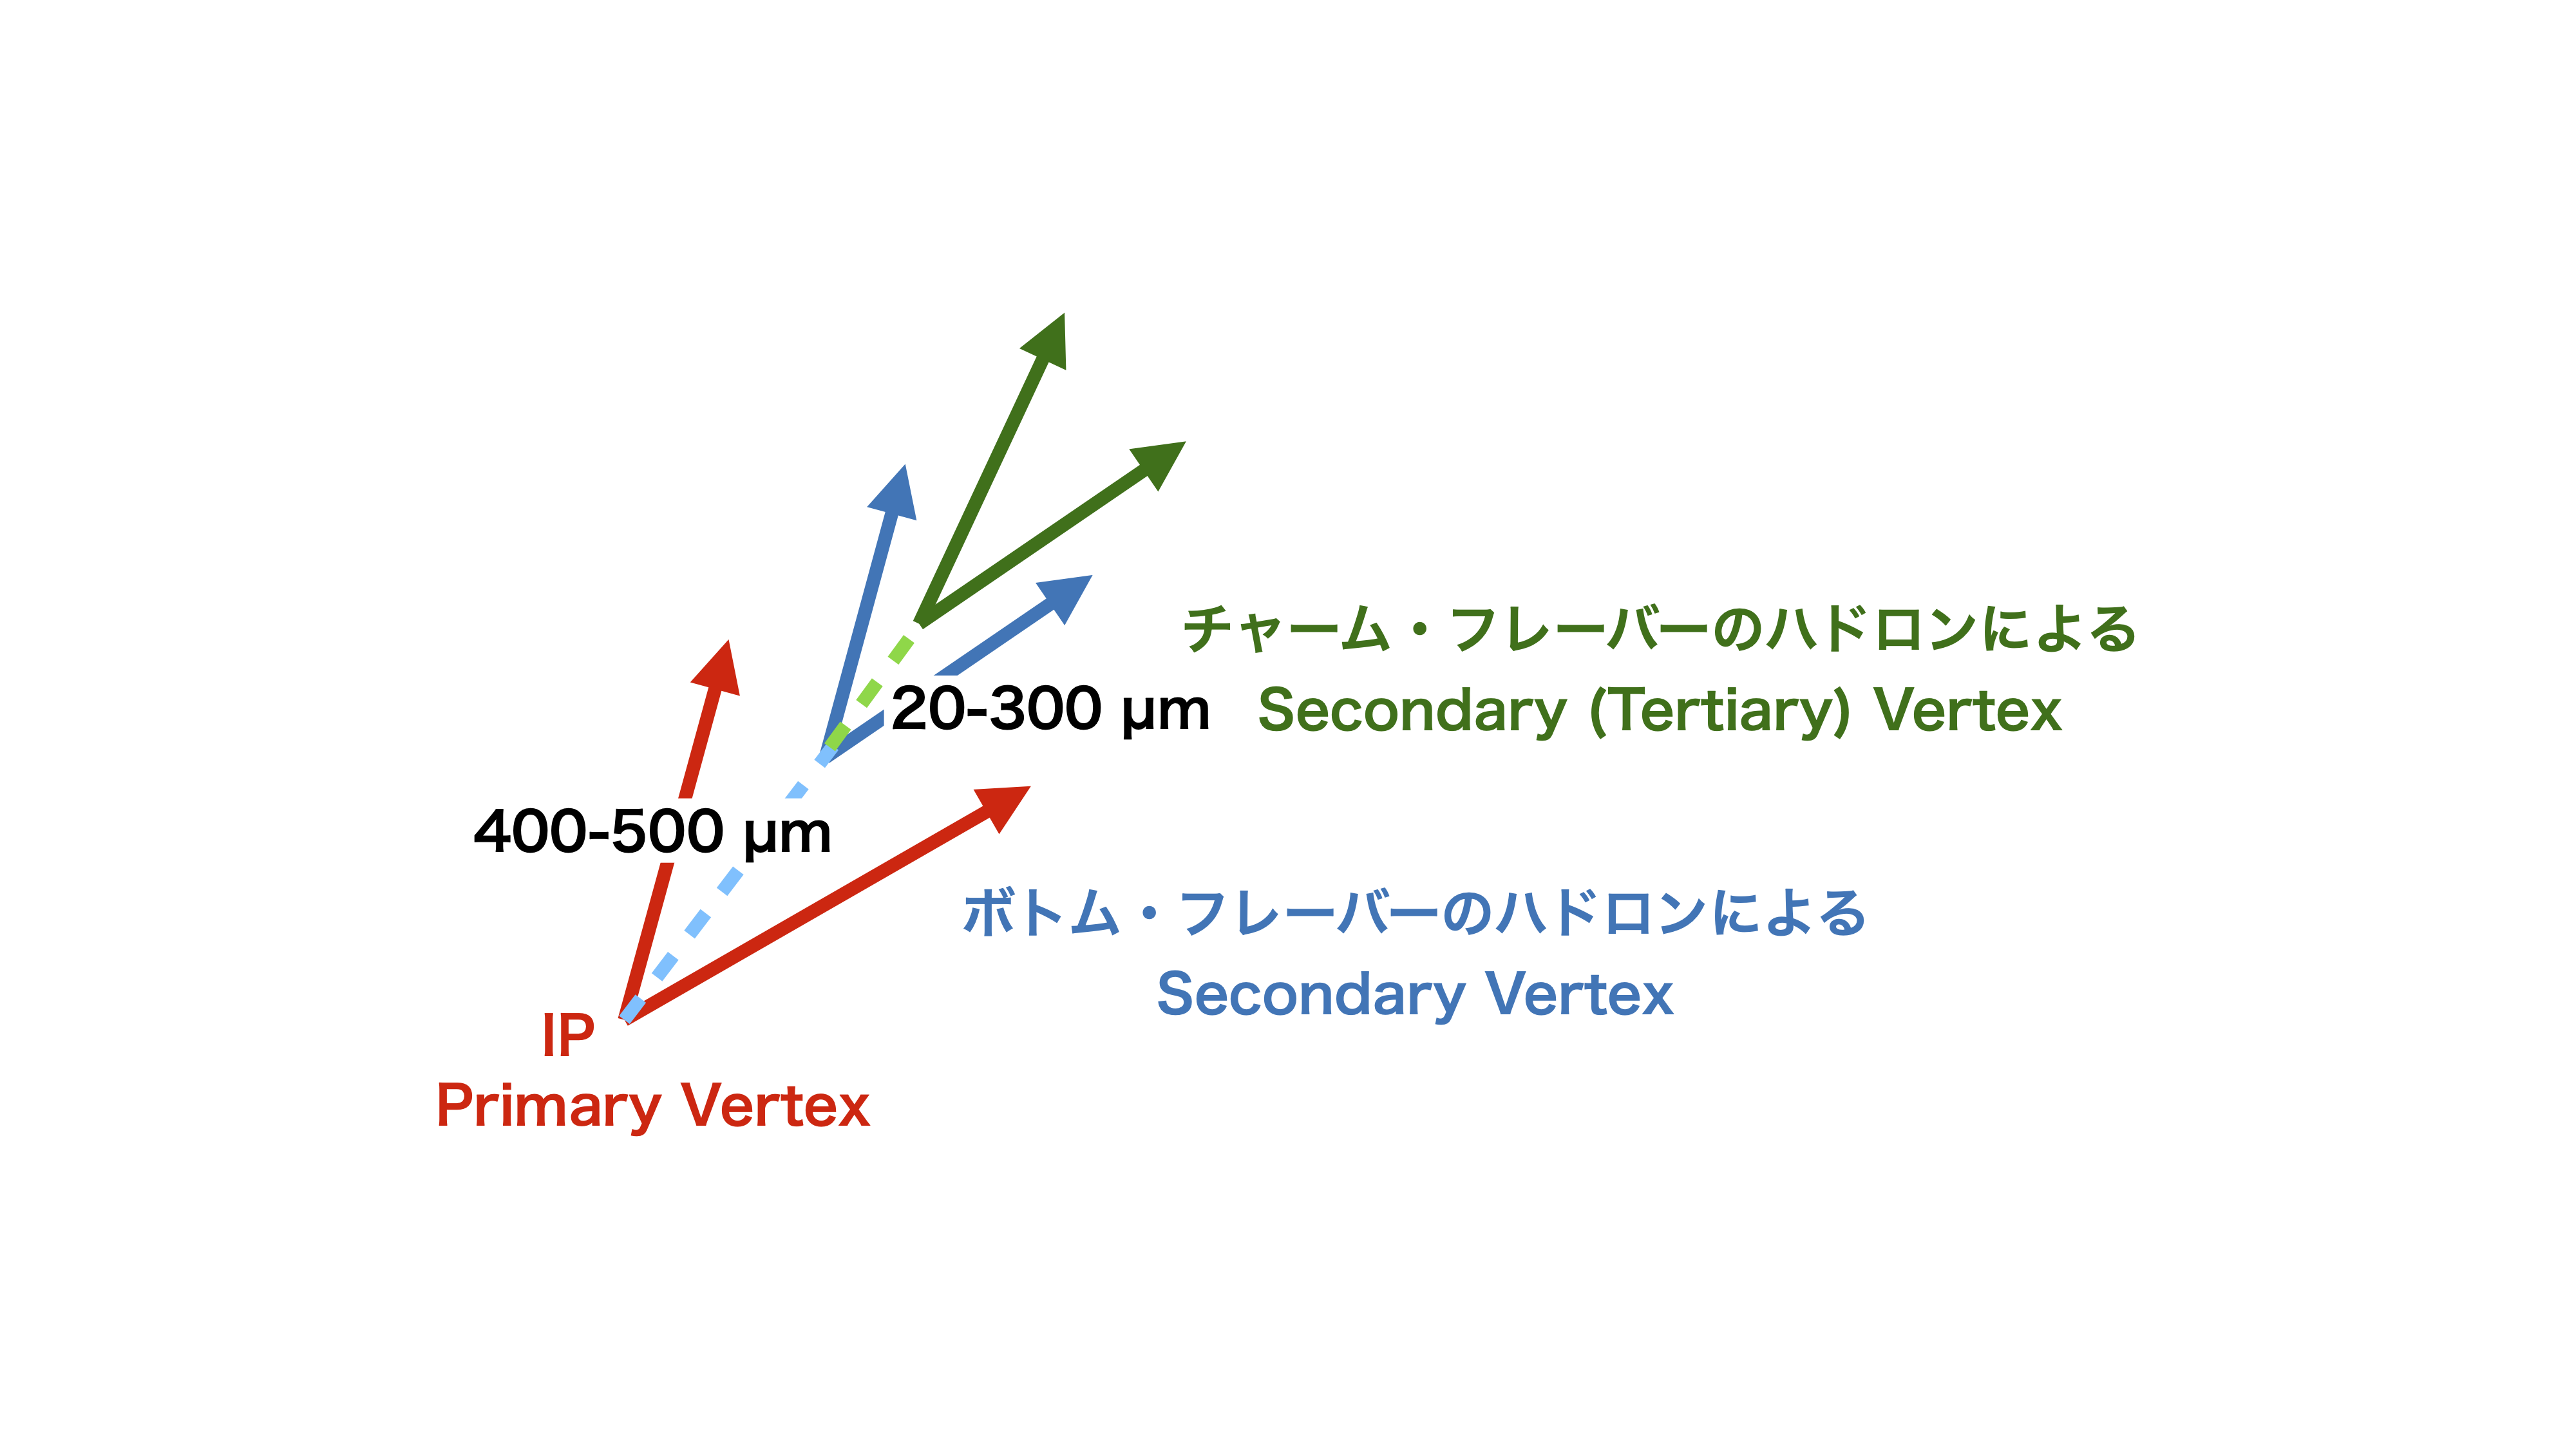 チャーム・フレーバーのハドロンによる
20-300 μm
Secondary (Tertiary) Vertex
400-500 μm
ボトム・フレーバーのハドロンによる
Secondary Vertex
IP
Primary Vertex